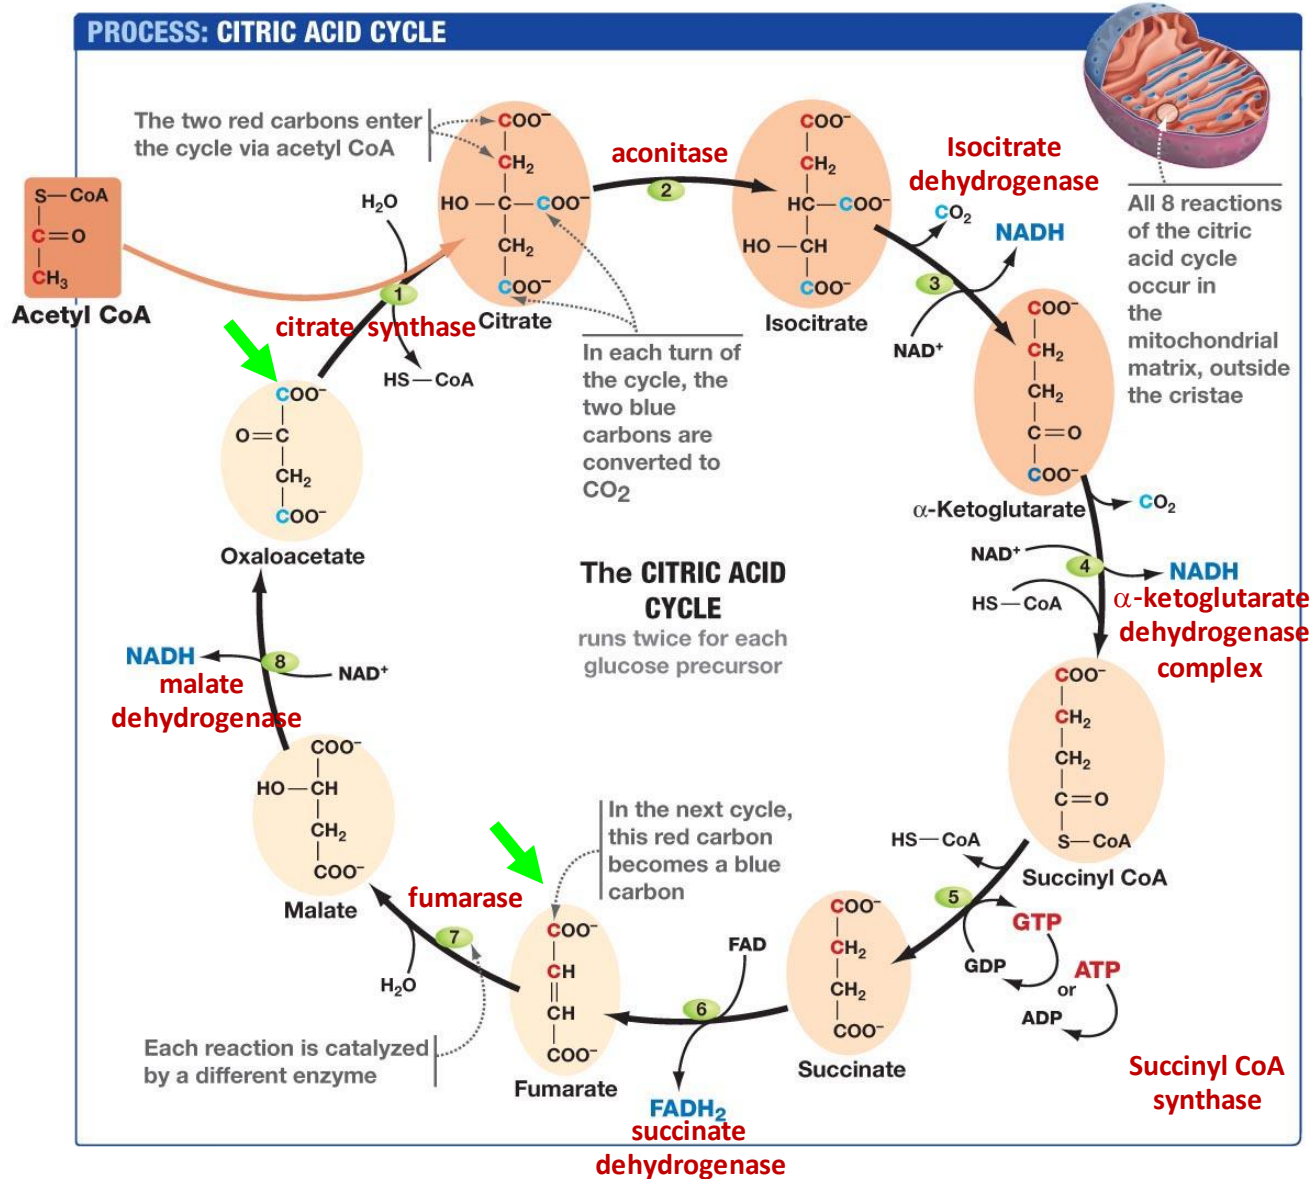 PROCESS: CITRIC ACID CYCLE
The two red carbons enter
the cycle via acetyl CoA
S—CoA
C=O
CH₃
Acetyl CoA
H₂O
1
citrate synthase
HS—CoA
COO⁻
CH₂
HO—C—COO⁻
CH₂
COO⁻
Citrate
aconitase
2
COO⁻
CH₂
HC—COO⁻
HO—CH
COO⁻
Isocitrate
Isocitrate
dehydrogenase
CO₂
NADH
3
NAD⁺
All 8 reactions
of the citric
acid cycle
occur in
the
mitochondrial
matrix, outside
the cristae
In each turn of
the cycle, the
two blue
carbons are
converted to
CO₂
COO⁻
CH₂
CH₂
C=O
COO⁻
α-Ketoglutarate
CO₂
NAD⁺
4
NADH
HS—CoA
α-ketoglutarate
dehydrogenase
complex
COO⁻
O=C
CH₂
COO⁻
Oxaloacetate
The CITRIC ACID
CYCLE
runs twice for each
glucose precursor
NADH
8
NAD⁺
malate
dehydrogenase
COO⁻
CH₂
CH₂
C=O
S—CoA
Succinyl CoA
COO⁻
HO—CH
CH₂
COO⁻
Malate
In the next cycle,
this red carbon
becomes a blue
carbon
HS—CoA
5
GTP
GDP
or
ATP
ADP
Succinyl CoA
synthase
fumarase
7
H₂O
COO⁻
CH
CH
COO⁻
Fumarate
FAD
6
FADH₂
succinate
dehydrogenase
COO⁻
CH₂
CH₂
COO⁻
Succinate
Each reaction is catalyzed
by a different enzyme